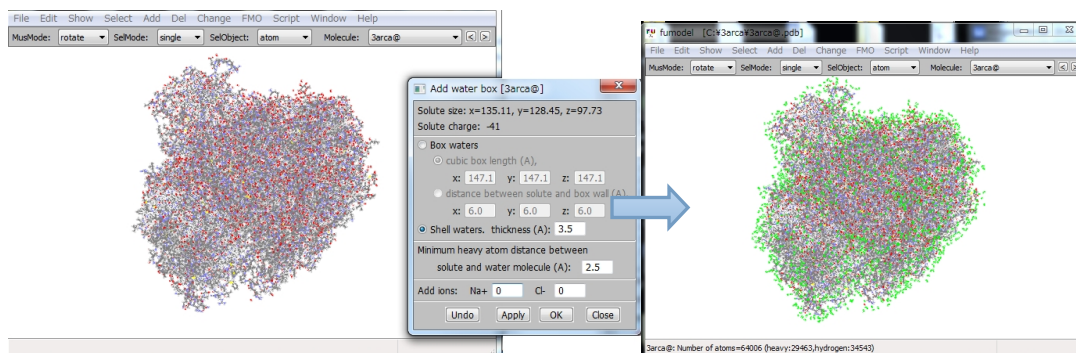 File Edit Show Select Add Del Change FMO Script Window Help
MusMode: rotate SelMode: single SelObject: atom Molecule: 3arca@
Add water box [3arca@]
Solute size: x=135.11, y=128.45, z=97.73
Solute charge: -41
Box waters
cubic box length (A),
x: 147.1 y: 147.1 z: 147.1
distance between solute and box wall (A)
x: 6.0 y: 6.0 z: 6.0
Shell waters. thickness (A): 3.5
Minimum heavy atom distance between
solute and water molecule (A): 2.5
Add ions: Na+ 0 Cl- 0
Undo Apply OK Close
fumodel [C:¥3arca¥3arca@.pdb]
File Edit Show Select Add Del Change FMO Script Window Help
MusMode: rotate SelMode: single SelObject: atom Molecule: 3arca@
3arca@: Number of atoms=64006 (heavy:29463,hydrogen:34543)